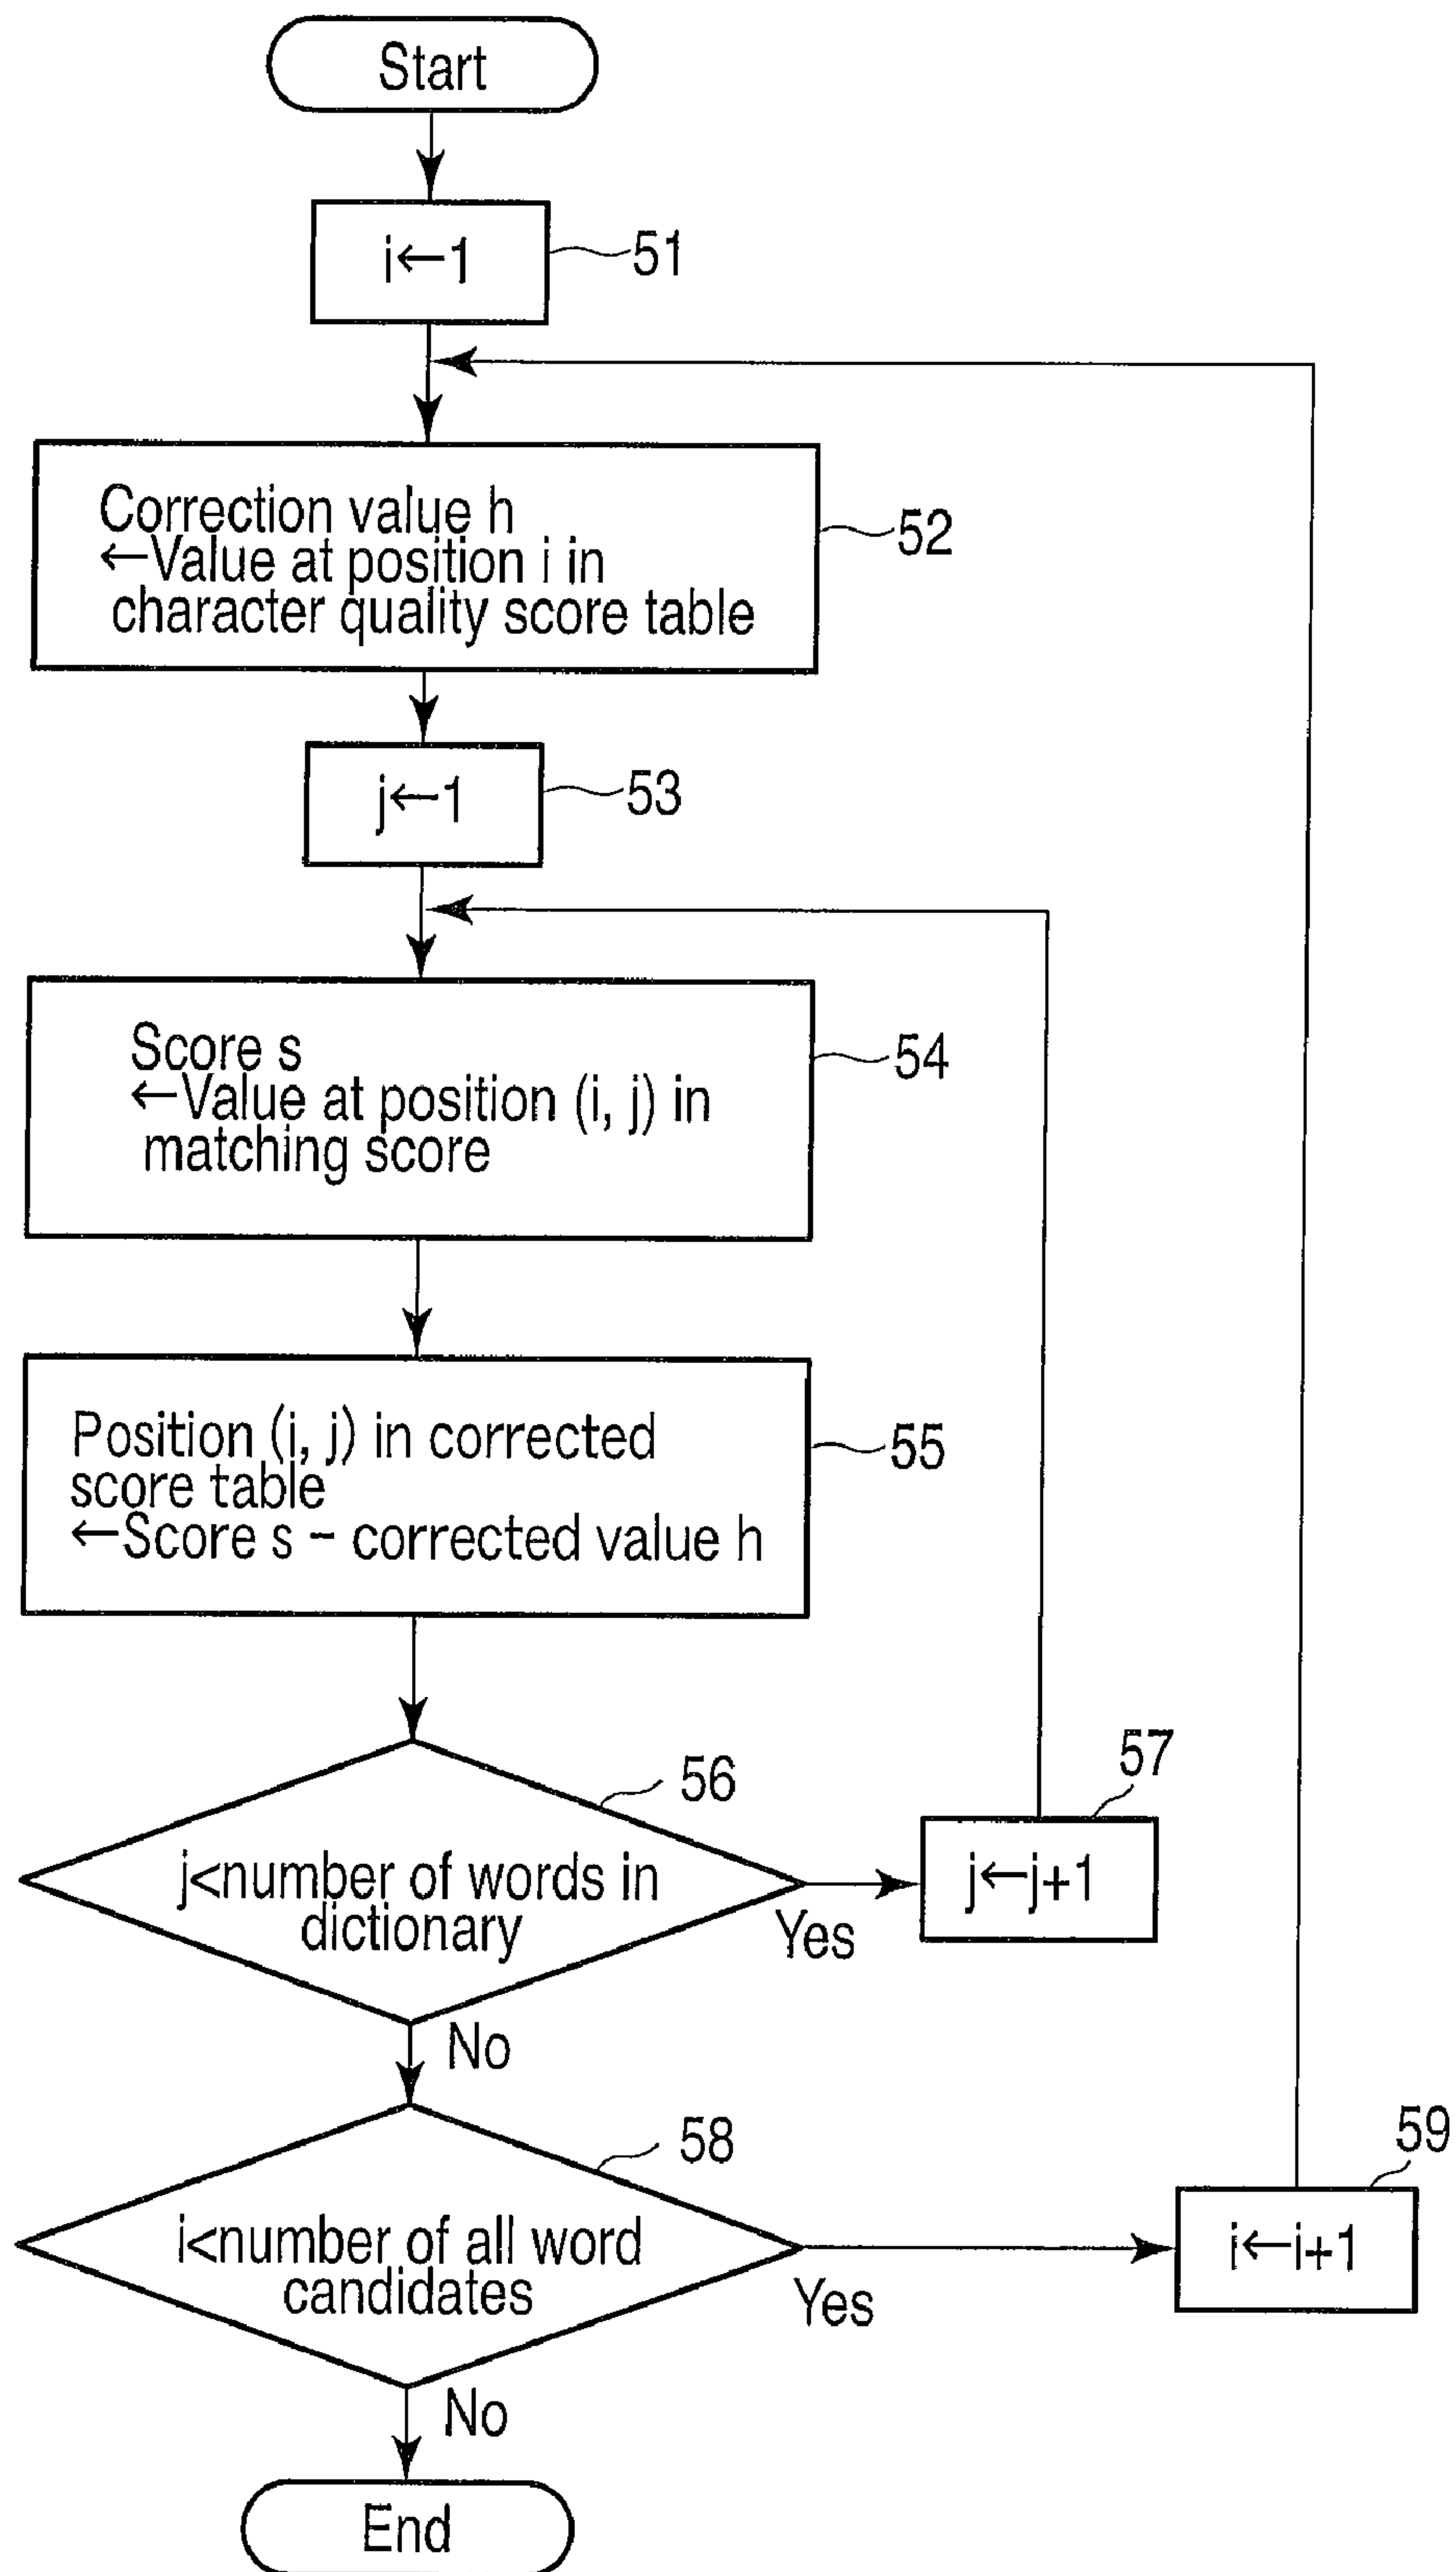 Start
i←1
51
Correction value h
←Value at position i in
character quality score table
52
j←1
53
Score s
←Value at position (i, j) in
matching score
54
Position (i, j) in corrected
score table
←Score s - corrected value h
55
56
57
j<number of words in
dictionary
Yes
j←j+1
No
58
59
i<number of all word
candidates
Yes
i←i+1
No
End